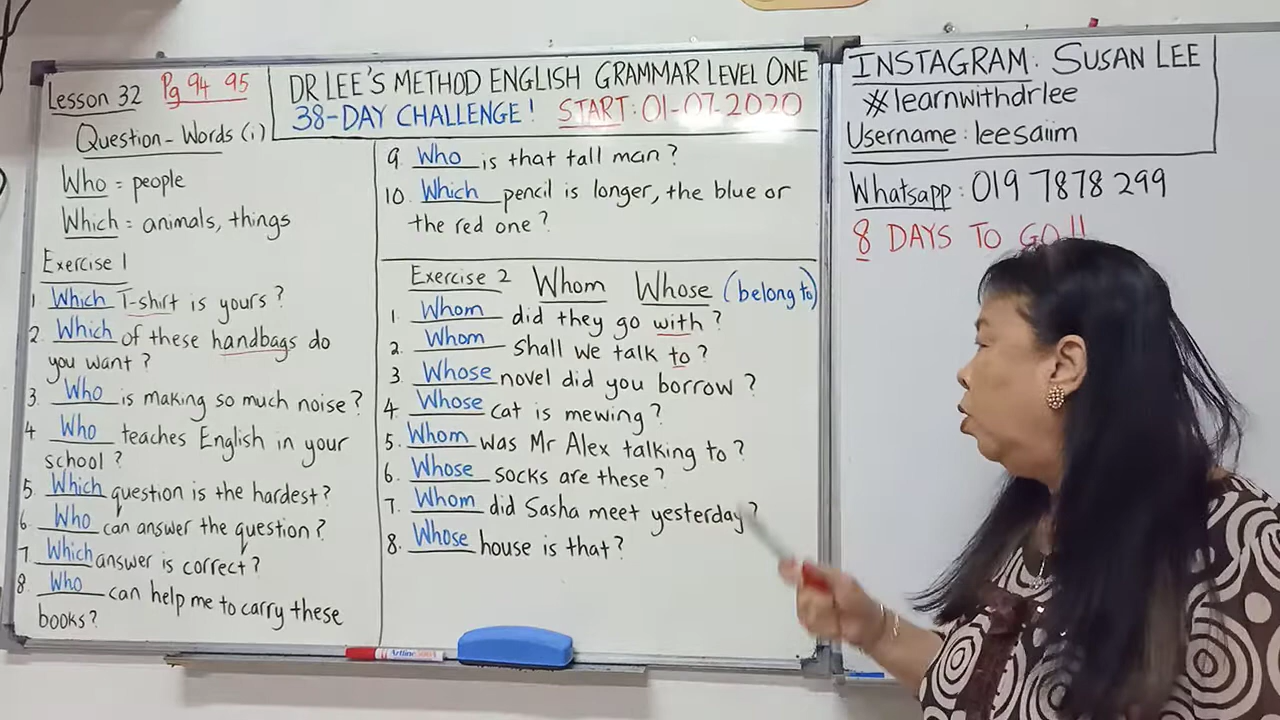 Lesson 32 Pg 94 95
DR LEE'S METHOD ENGLISH GRAMMAR LEVEL ONE
38-DAY CHALLENGE! START: 01-07-2020
Question-Words (i)
Who = people
Which = animals, things
Exercise 1
1. Which T-shirt is yours?
2. Which of these handbags do
you want?
3. Who is making so much noise?
4 Who teaches English in your
school?
5 Which question is the hardest?
6. Who can answer the question?
7. Which answer is correct?
8. Who can help me to carry these
books?
9. Who is that tall man?
10. Which pencil is longer, the blue or
the red one?
Exercise 2 Whom Whose (belong to)
1. Whom did they go with?
2. Whom shall we talk to?
3. Whose novel did you borrow?
4. Whose cat is mewing?
5. Whom was Mr Alex talking to?
6. Whose socks are these?
7. Whom did Sasha meet yesterday?
8. Whose house is that?
Artline
INSTAGRAM: SUSAN LEE
#learnwithdrlee
Username: leesaiim
Whatsapp: 019 7878 299
8 DAYS TO GO!!